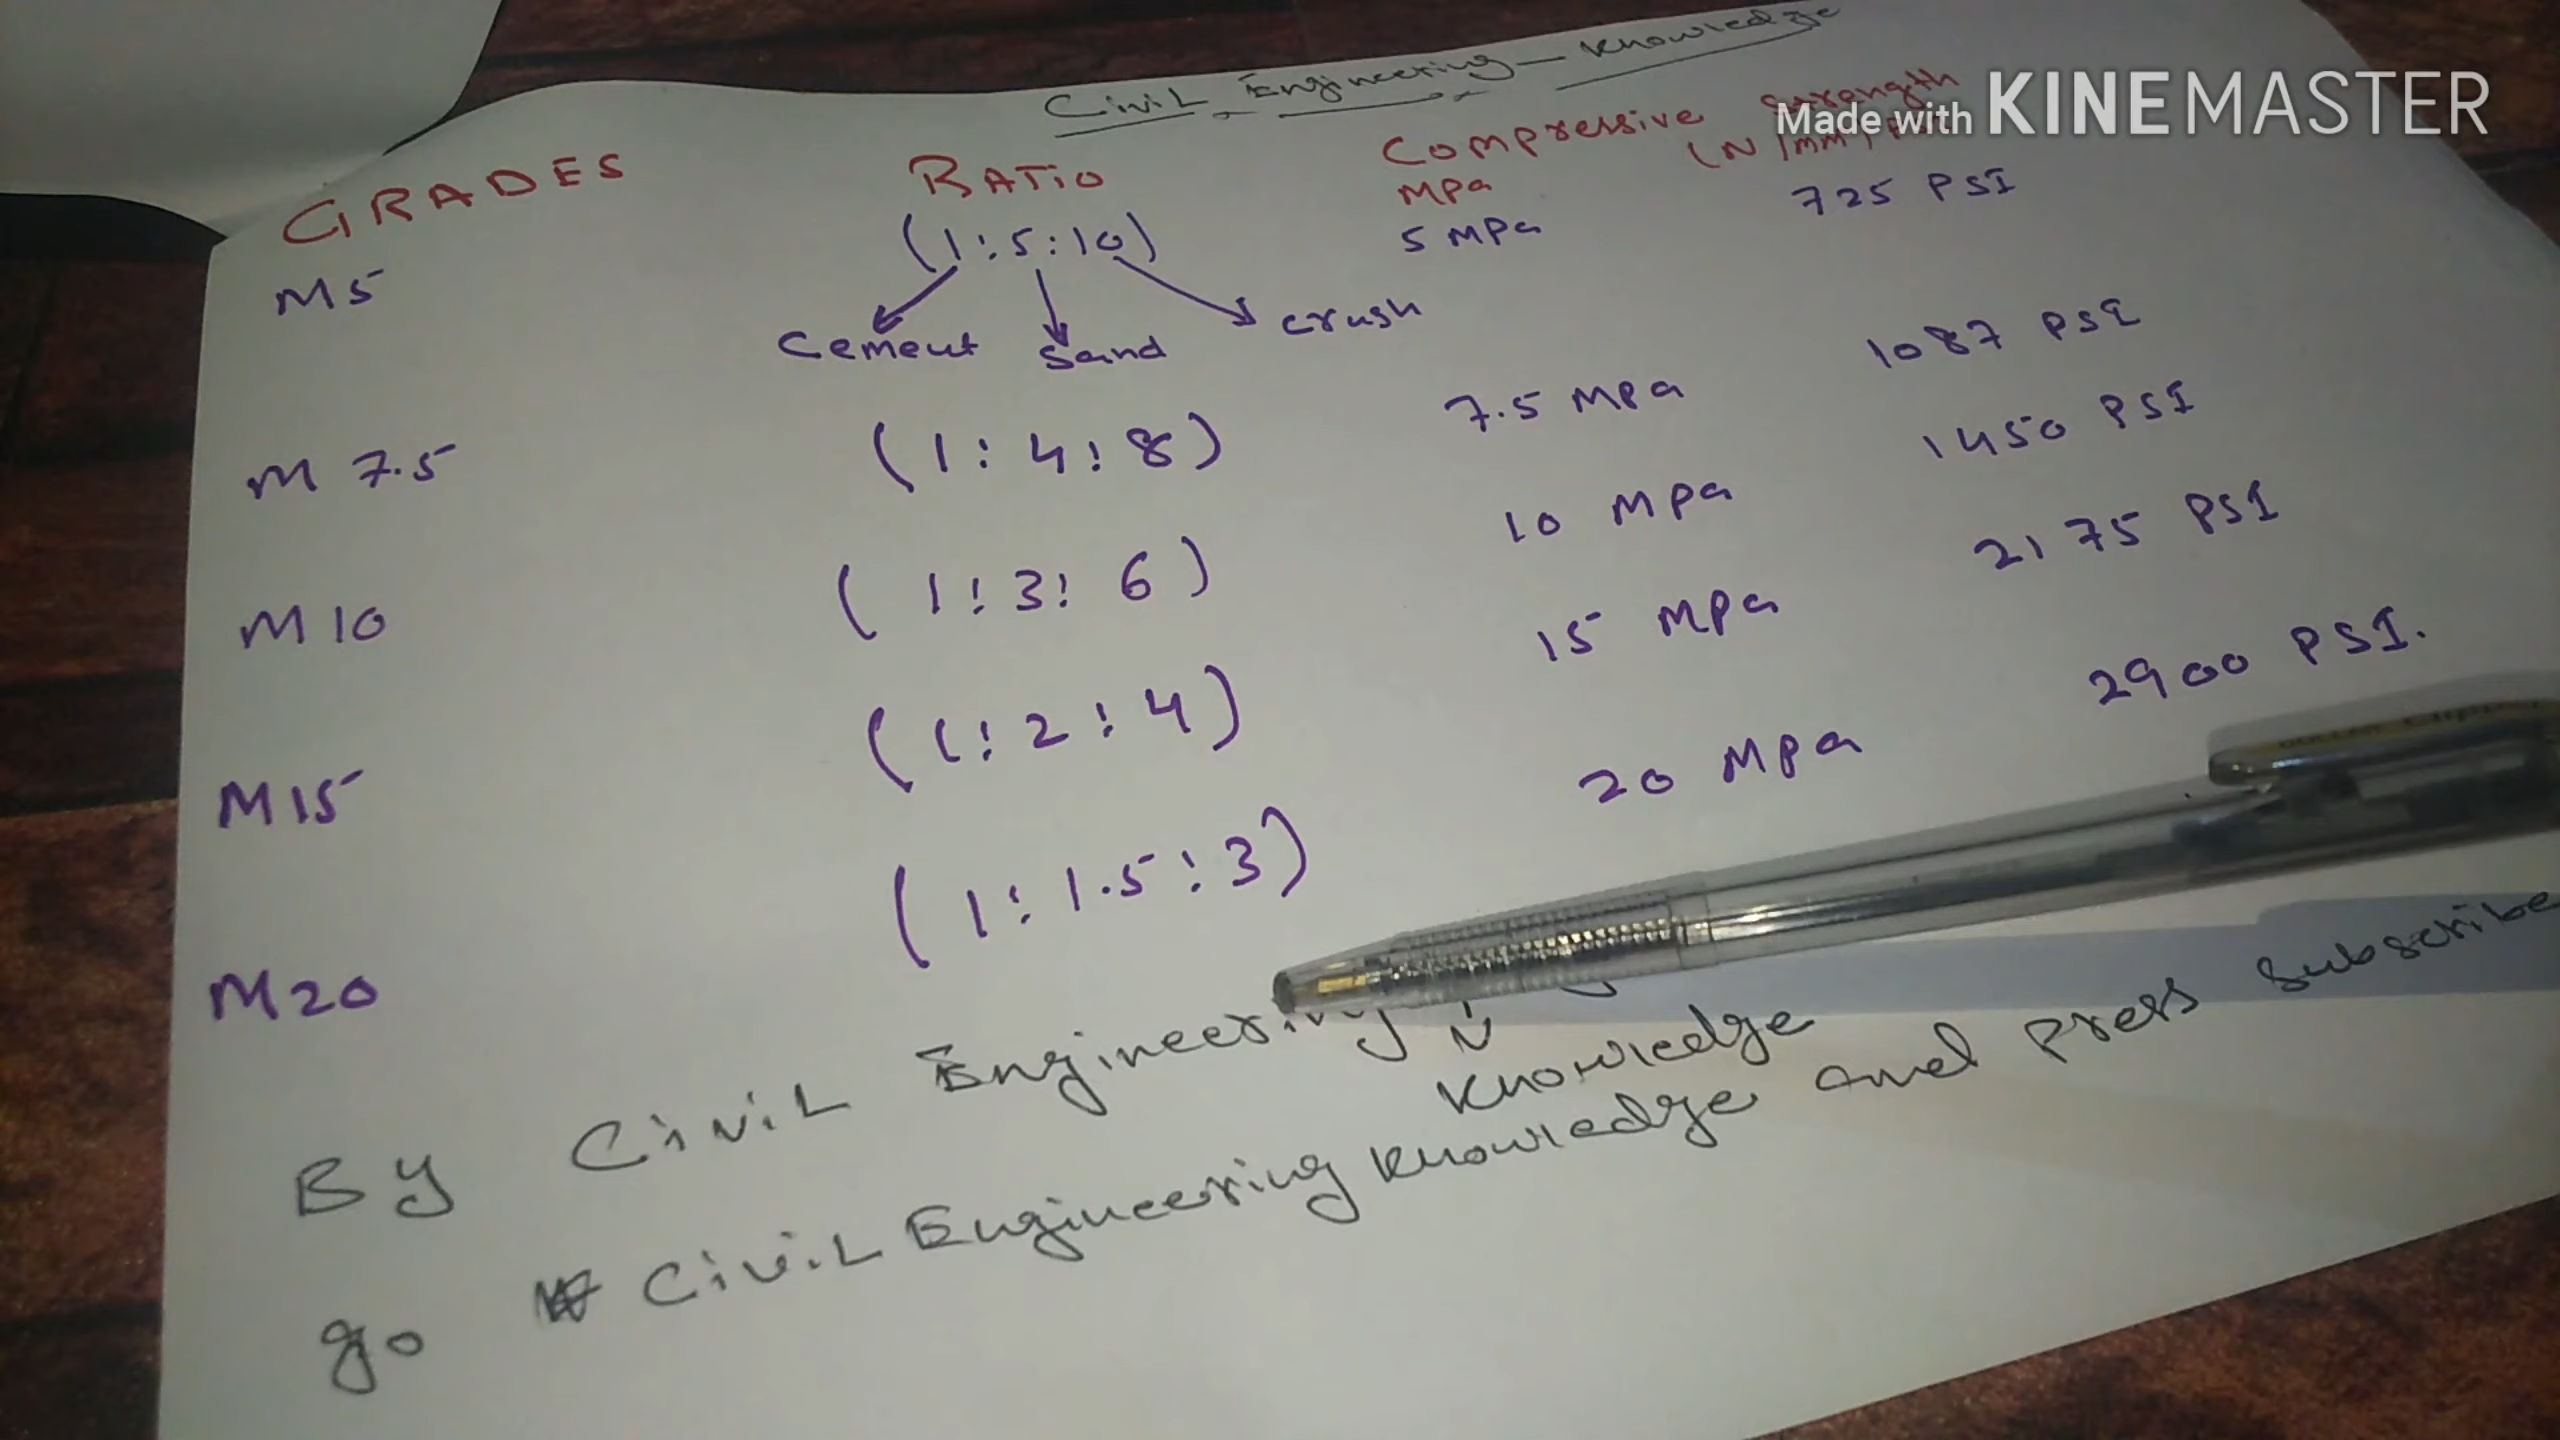 Civil Engineering - Knowledge
Made with KINEMASTER
GRADES RATIO Compressive Strength
MPa (N/mm,
M5 (1:5:10) 5 MPa 725 PSI
Cement Sand Crush
M 7.5 (1:4:8) 7.5 MPa 1087 PSI
M10 (1:3:6) 10 MPa 1450 PSI
M15 (1:2:4) 15 MPa 2175 PSI
M20 (1:1.5:3) 20 MPa 2900 PSI.
By Civil Engineering
Knowledge
go Civil Engineering Knowledge and press subscribe